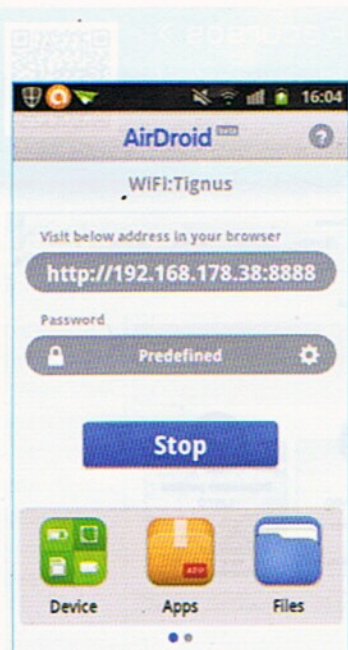 16:04
AirDroid beta
?
WiFi:Tignus
Visit below address in your browser
http://192.168.178.38:8888
Password
Predefined
Stop
Device
Apps
Files